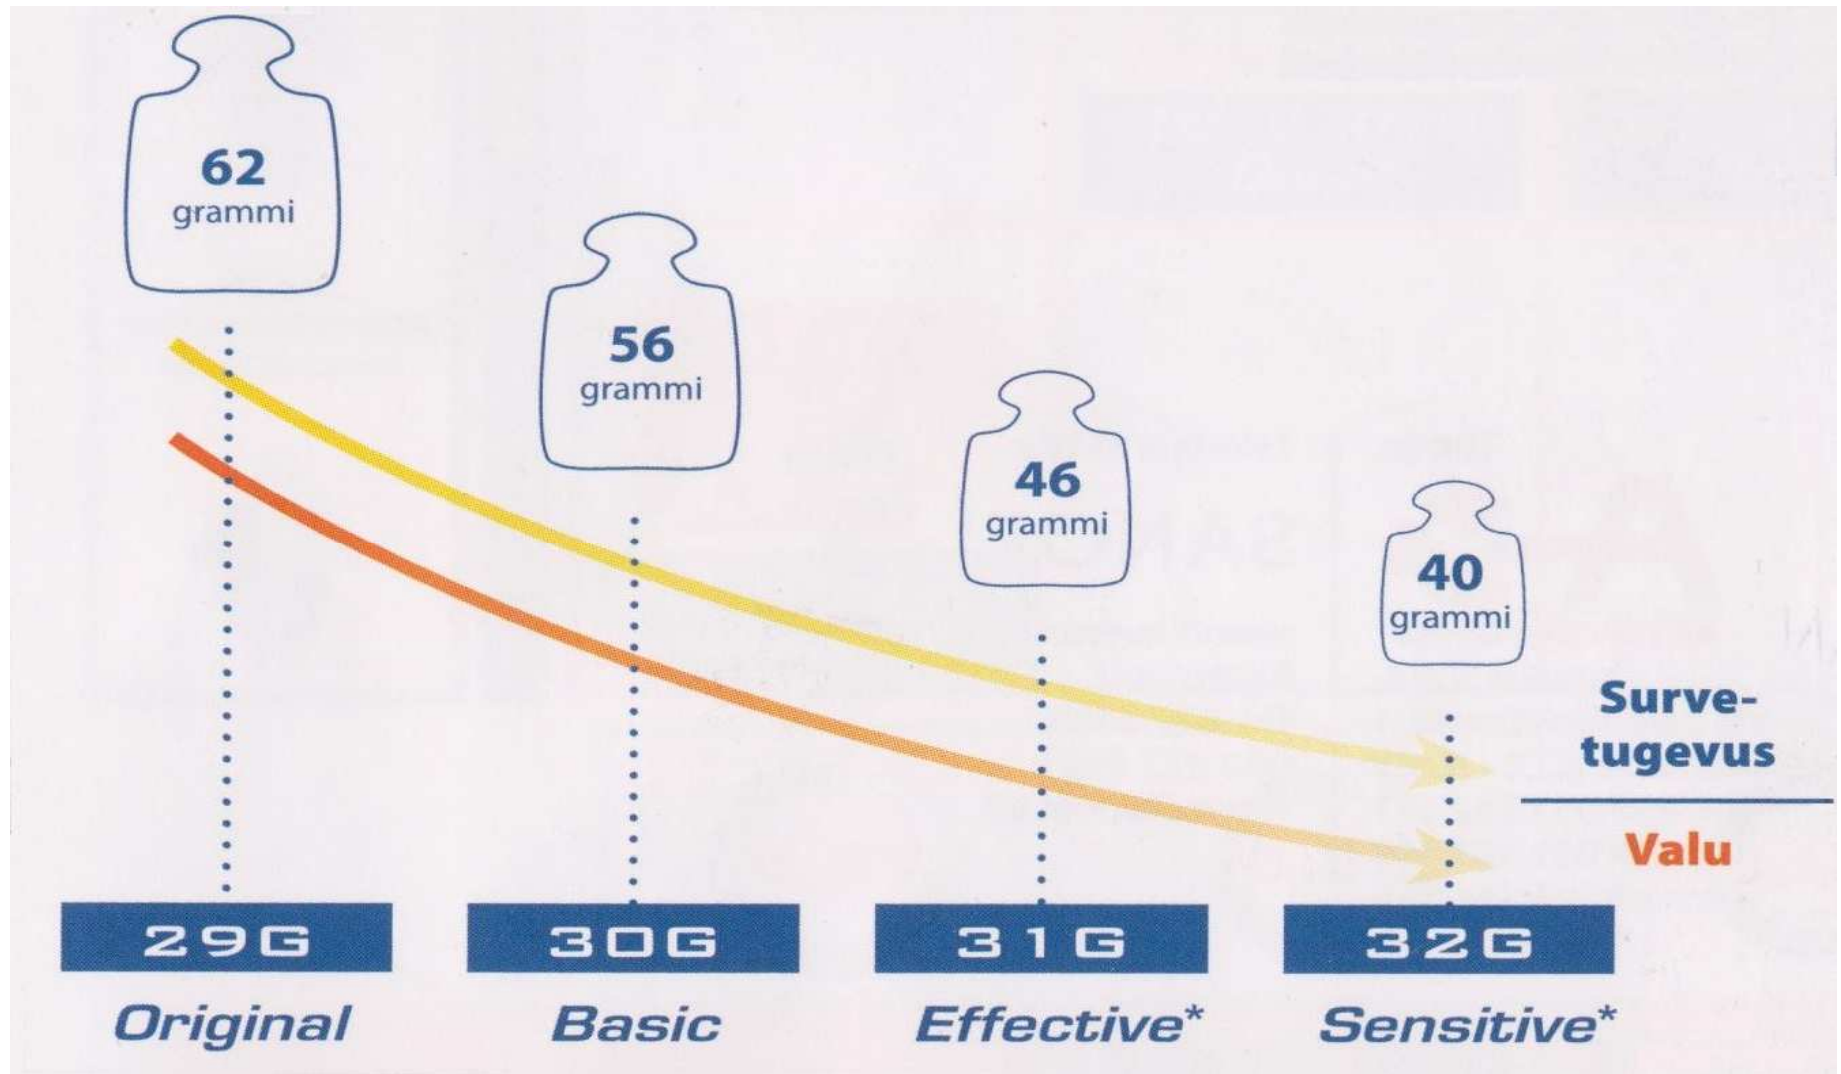 62
grammi
56
grammi
46
grammi
40
grammi
Surve-
tugevus
Valu
29G
30G
31G
32G
Original
Basic
Effective*
Sensitive*